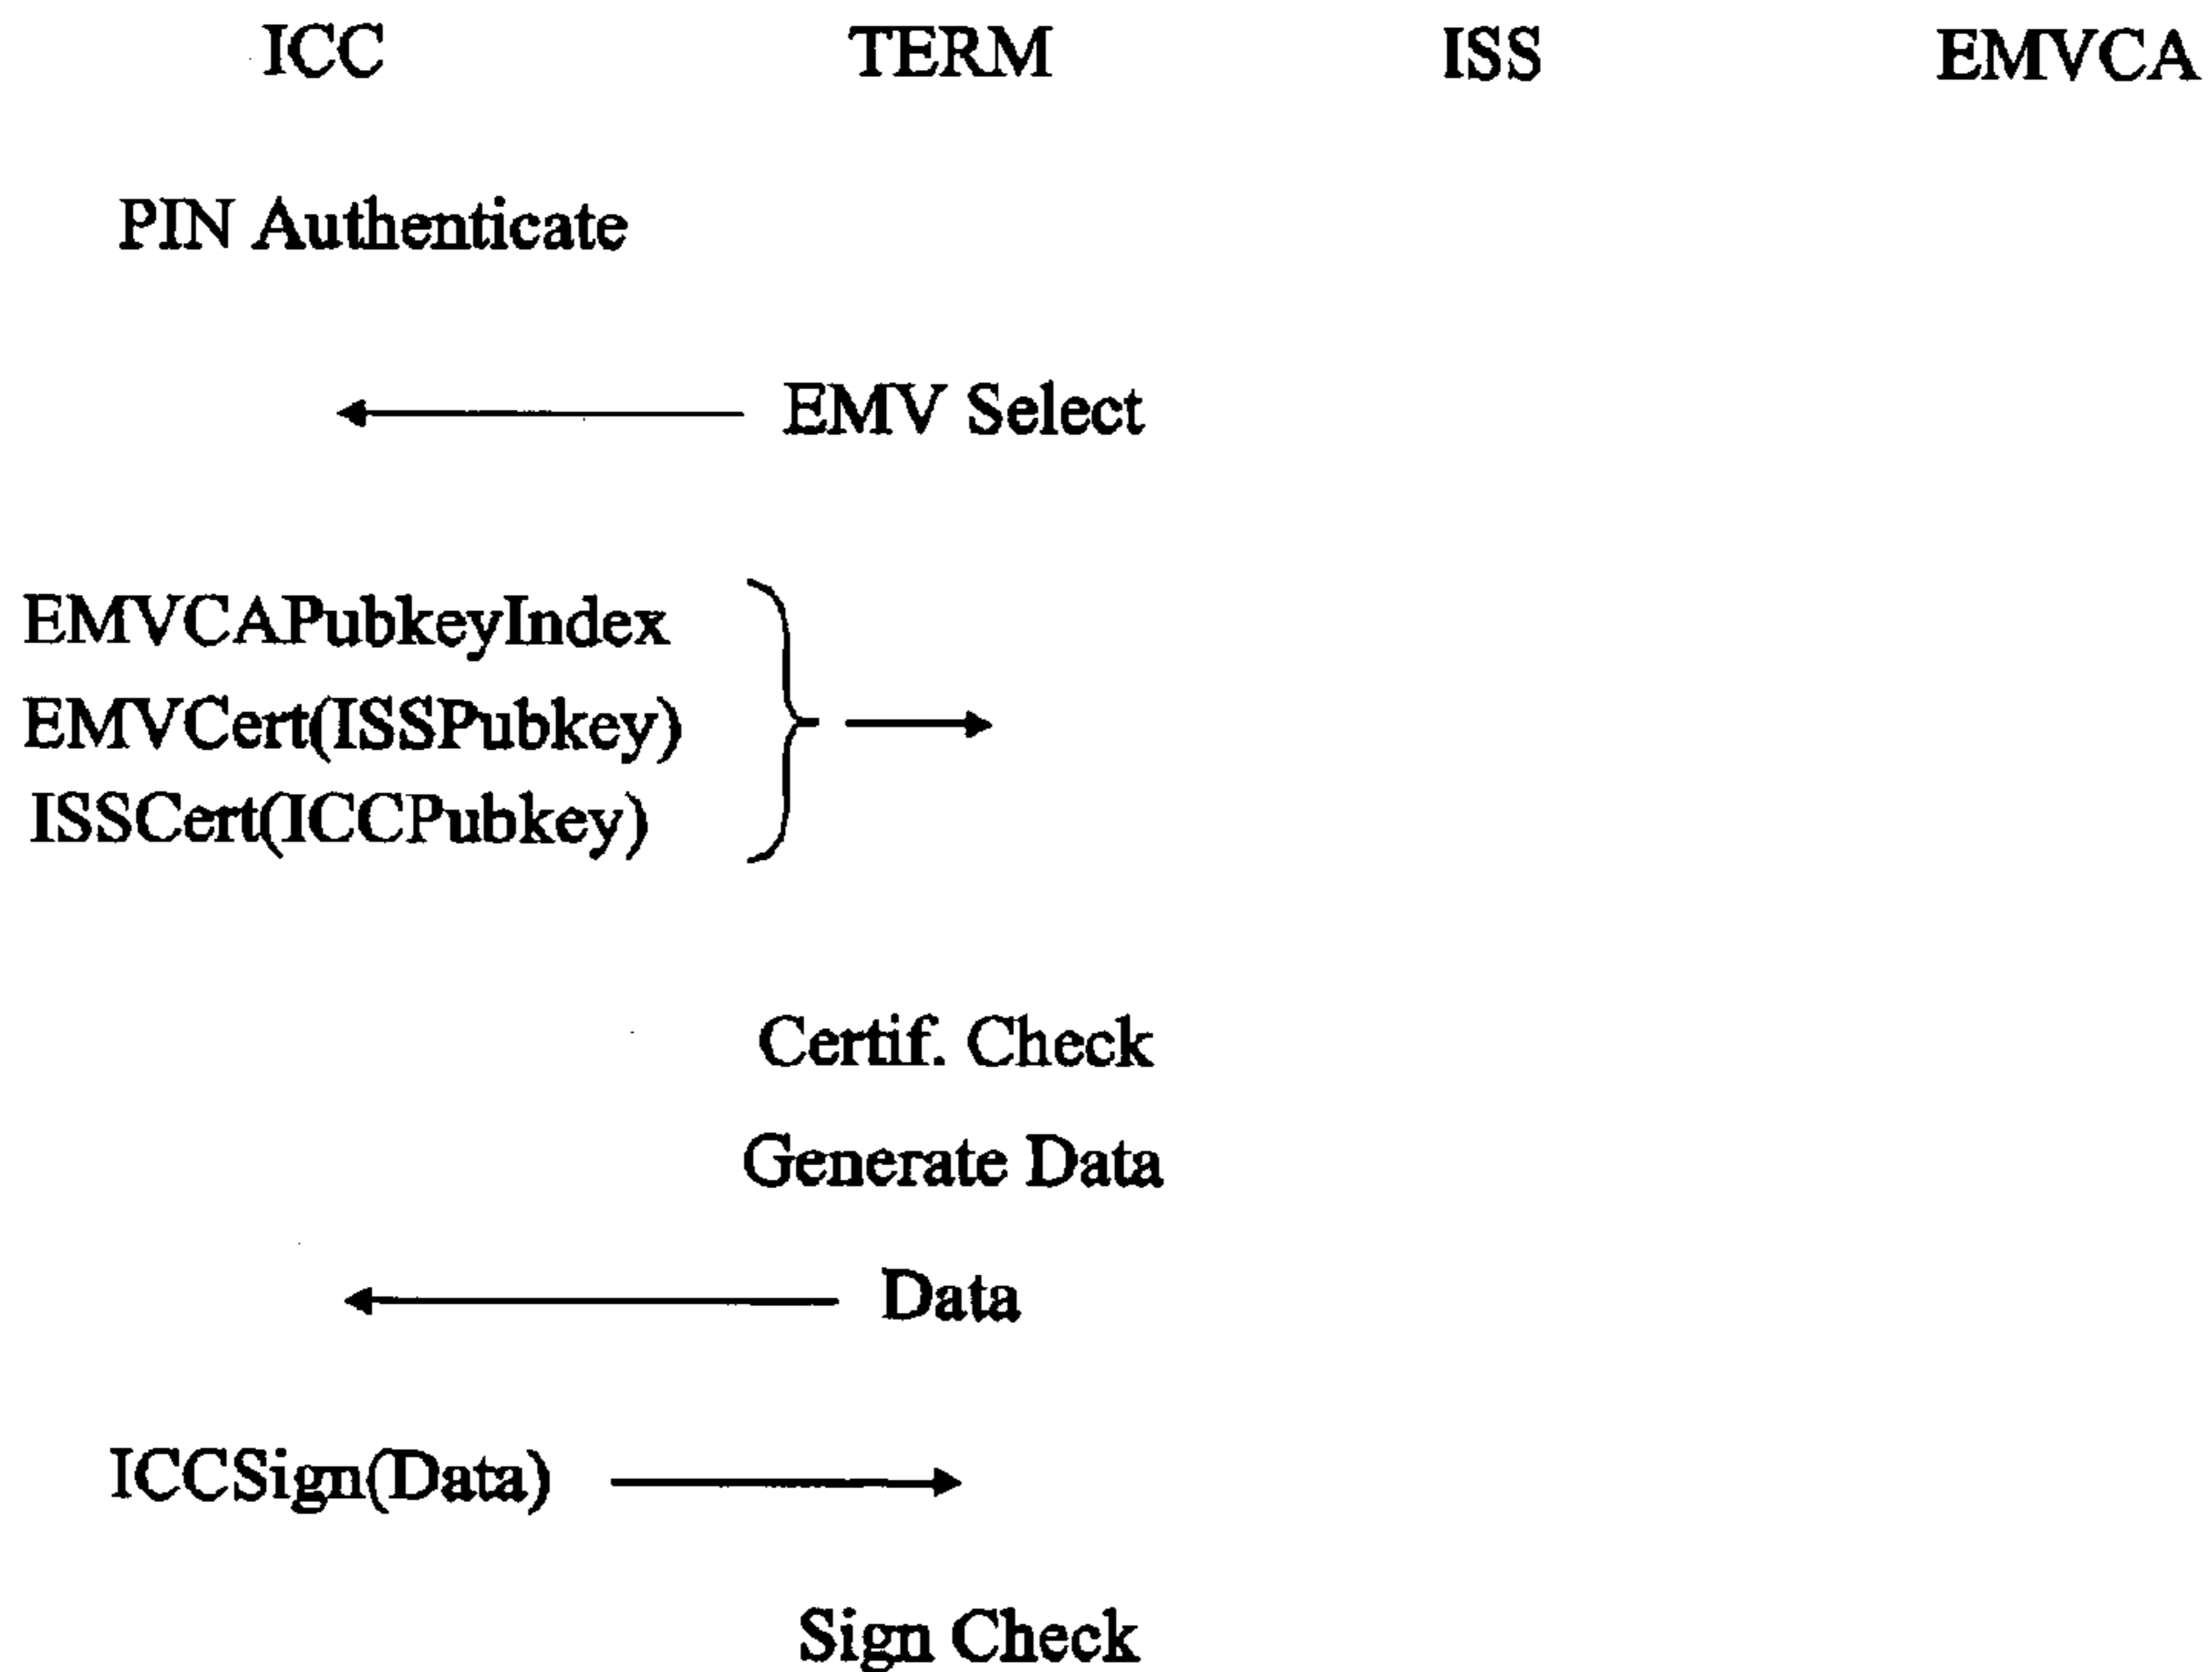 ICC TERM ISS EMVCA
PIN Authenticate
EMV Select
EMVCAPubkeyIndex
EMVCert(ISSPubkey)
ISSCert(ICCPubkey)
Certif. Check
Generate Data
Data
ICCSign(Data)
Sign Check